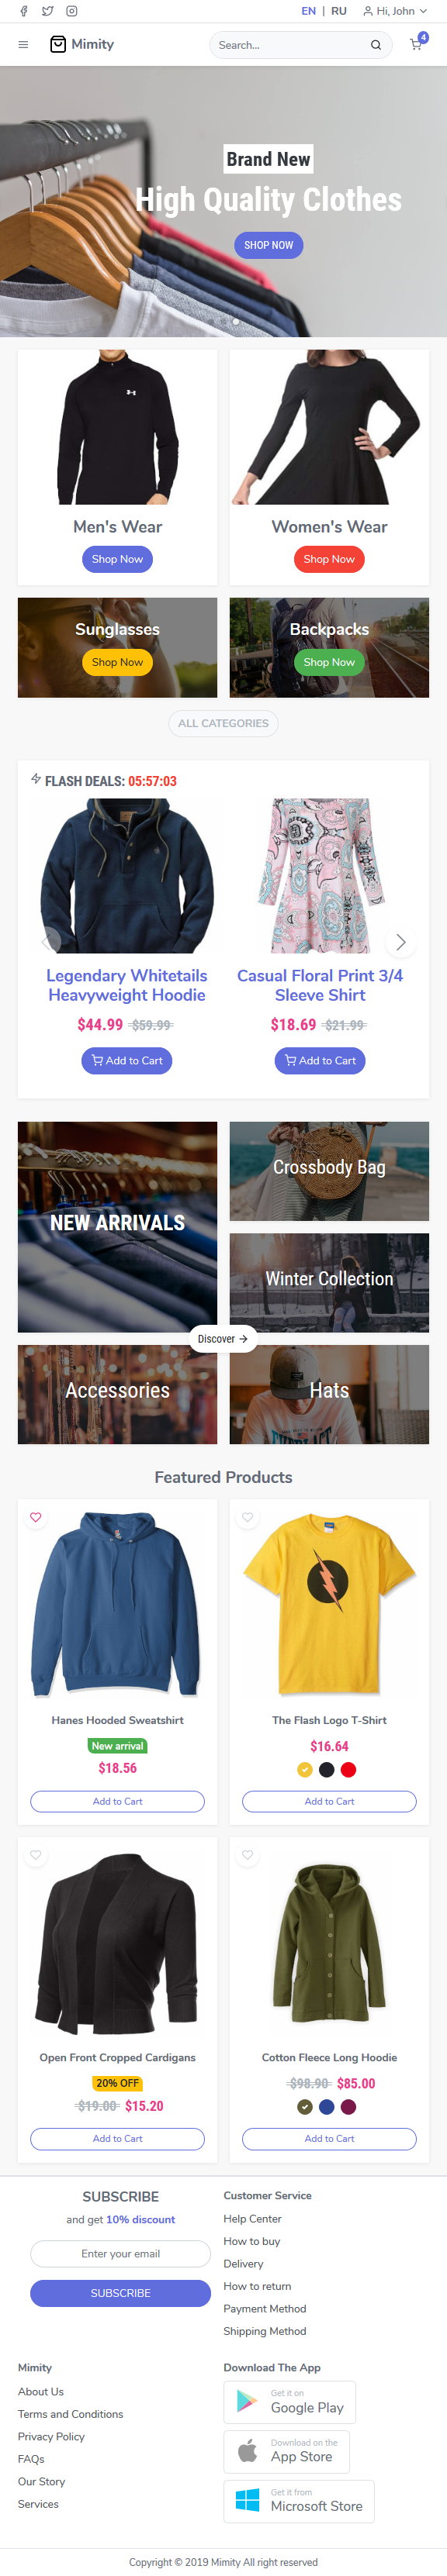 EN | RU Hi, John
Mimity Search... 4
Brand New
High Quality Clothes
SHOP NOW
Men's Wear
Shop Now
Women's Wear
Shop Now
Sunglasses
Shop Now
Backpacks
Shop Now
ALL CATEGORIES
FLASH DEALS: 05:57:03
Legendary Whitetails
Heavyweight Hoodie
$44.99 $59.99
Add to Cart
Casual Floral Print 3/4
Sleeve Shirt
$18.69 $21.99
Add to Cart
NEW ARRIVALS
Crossbody Bag
Winter Collection
Discover →
Accessories
Hats
Featured Products
Hanes Hooded Sweatshirt
New arrival
$18.56
Add to Cart
The Flash Logo T-Shirt
$16.64
Add to Cart
Open Front Cropped Cardigans
20% OFF
$19.00 $15.20
Add to Cart
Cotton Fleece Long Hoodie
$98.90 $85.00
Add to Cart
SUBSCRIBE
and get 10% discount
Enter your email
SUBSCRIBE
Customer Service
Help Center
How to buy
Delivery
How to return
Payment Method
Shipping Method
Mimity
About Us
Terms and Conditions
Privacy Policy
FAQs
Our Story
Services
Download The App
Get it on
Google Play
Download on the
App Store
Get it from
Microsoft Store
Copyright © 2019 Mimity All right reserved